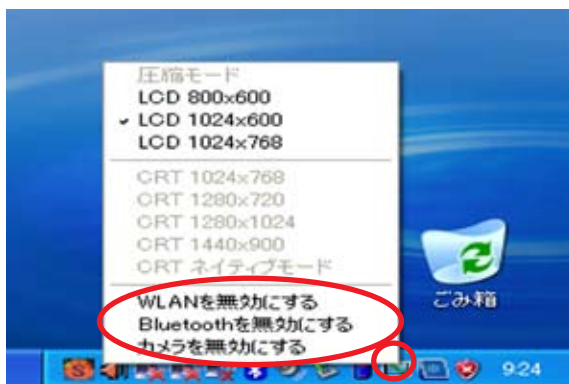 圧縮モード
LCD 800x600
LCD 1024x600
LCD 1024x768
CRT 1024x768
CRT 1280x720
CRT 1280x1024
CRT 1440x900
CRT ネイティブモード
WLANを無効にする
Bluetoothを無効にする
カメラを無効にする
ごみ箱
9:24